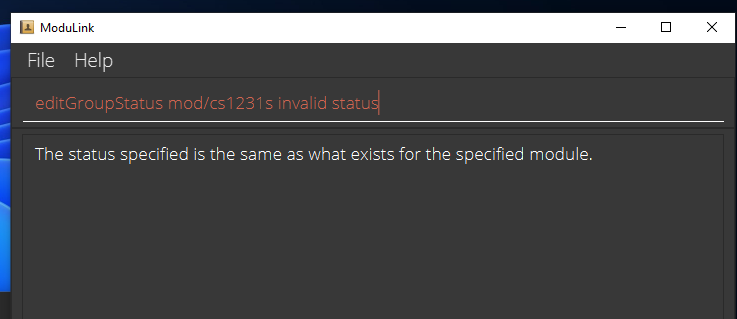 ModuLink
File Help
editGroupStatus mod/cs1231s invalid status
The status specified is the same as what exists for the specified module.